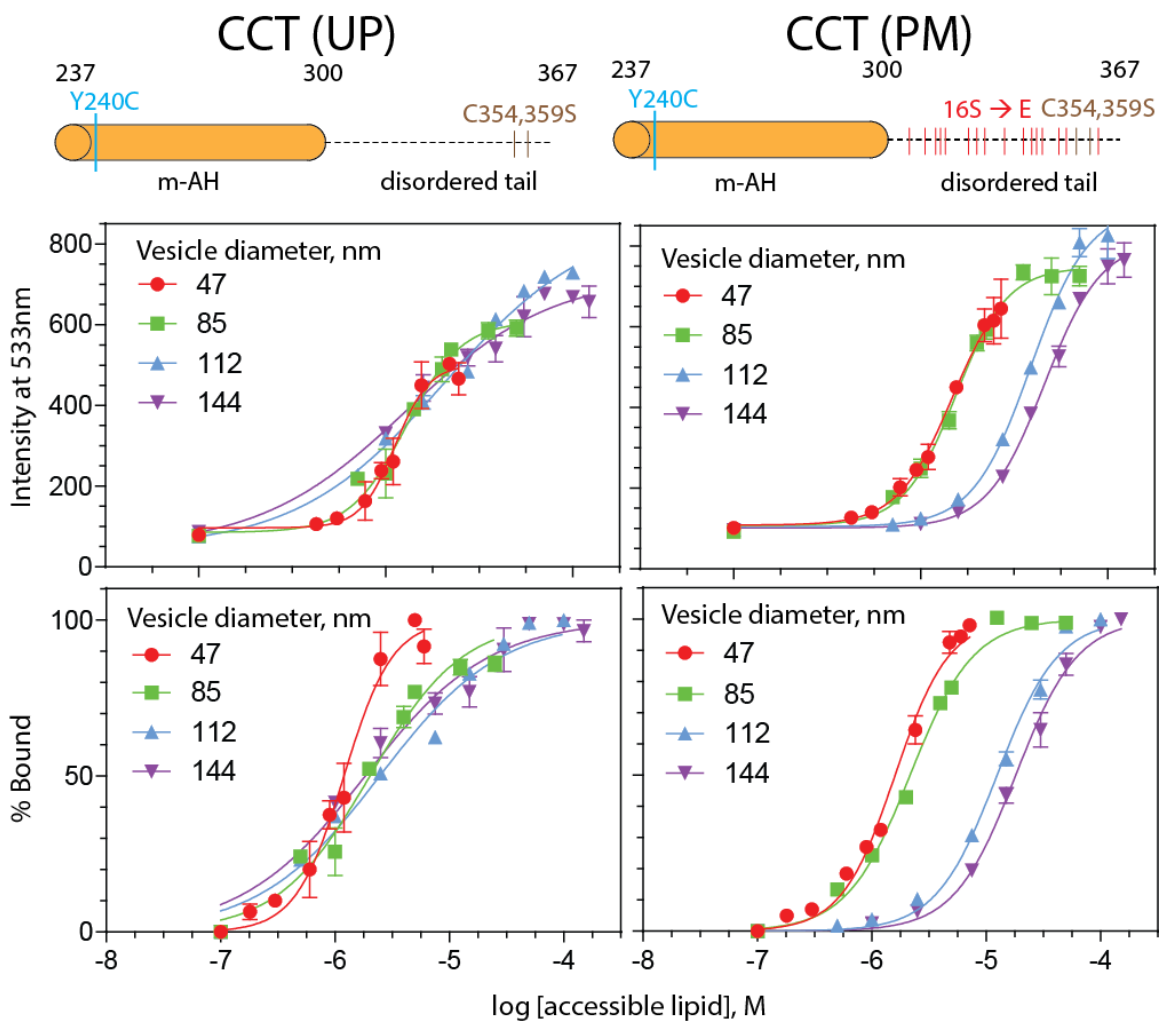 CCT (UP)
CCT (PM)
237
300
367
237
300
367
Y240C
C354,359S
Y240C
16S → E
C354,359S
m-AH
disordered tail
m-AH
disordered tail
Intensity at 533nm
800
600
400
200
0
Vesicle diameter, nm
47
85
112
144
Vesicle diameter, nm
47
85
112
144
% Bound
100
50
0
Vesicle diameter, nm
47
85
112
144
Vesicle diameter, nm
47
85
112
144
-8
-7
-6
-5
-4
-8
-7
-6
-5
-4
log [accessible lipid], M